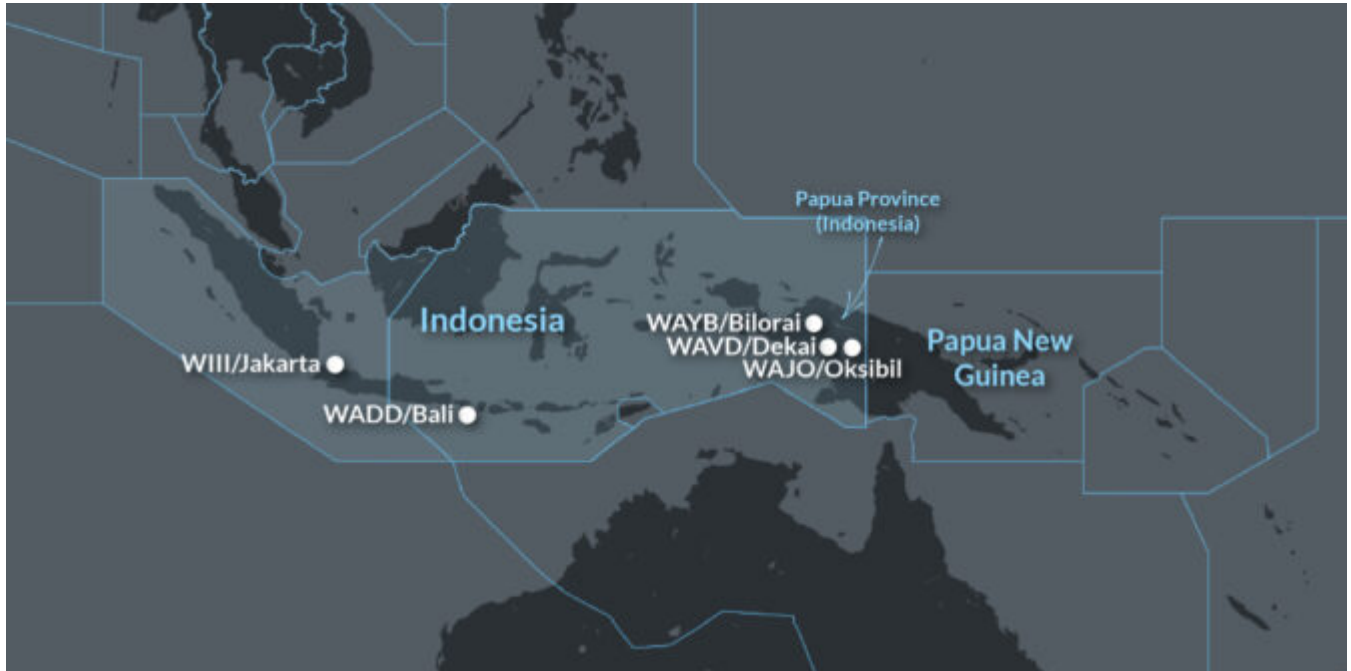 Papua Province
(Indonesia)
Indonesia
WAYB/Bilorai
WAVD/Dekai
WAJO/Oksibil
Papua New
Guinea
WIII/Jakarta
WADD/Bali